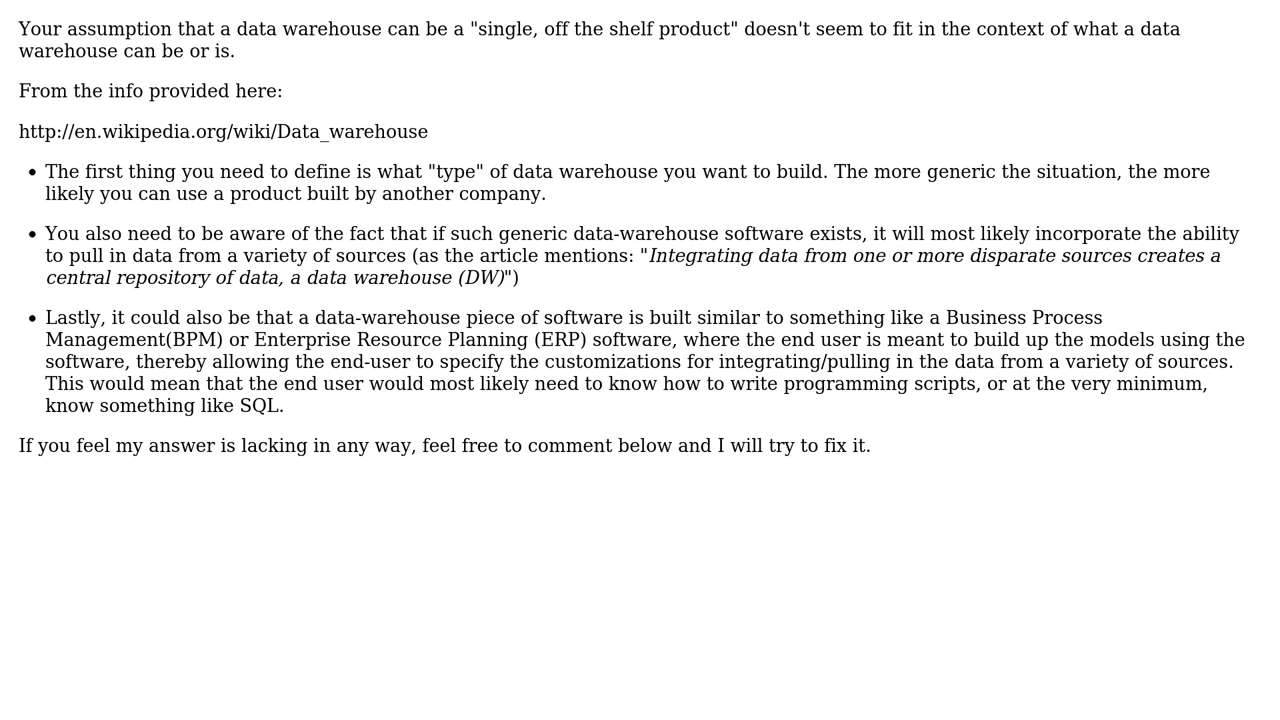 Your assumption that a data warehouse can be a "single, off the shelf product" doesn't seem to fit in the context of what a data
warehouse can be or is.
From the info provided here:
http://en.wikipedia.org/wiki/Data_warehouse
• The first thing you need to define is what "type" of data warehouse you want to build. The more generic the situation, the more
likely you can use a product built by another company.
• You also need to be aware of the fact that if such generic data-warehouse software exists, it will most likely incorporate the ability
to pull in data from a variety of sources (as the article mentions: "Integrating data from one or more disparate sources creates a
central repository of data, a data warehouse (DW)")
• Lastly, it could also be that a data-warehouse piece of software is built similar to something like a Business Process
Management(BPM) or Enterprise Resource Planning (ERP) software, where the end user is meant to build up the models using the
software, thereby allowing the end-user to specify the customizations for integrating/pulling in the data from a variety of sources.
This would mean that the end user would most likely need to know how to write programming scripts, or at the very minimum,
know something like SQL.
If you feel my answer is lacking in any way, feel free to comment below and I will try to fix it.